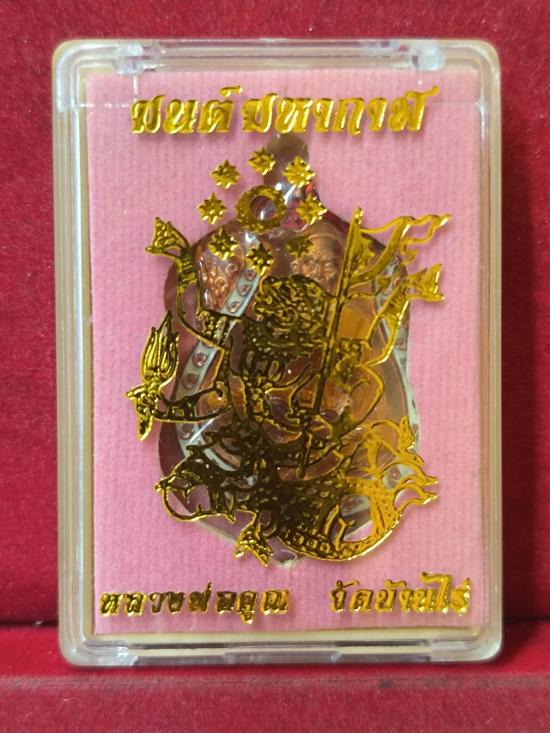 มนต์มหากาฬ
หลวงพ่อคูณ วัดบ้านไร่